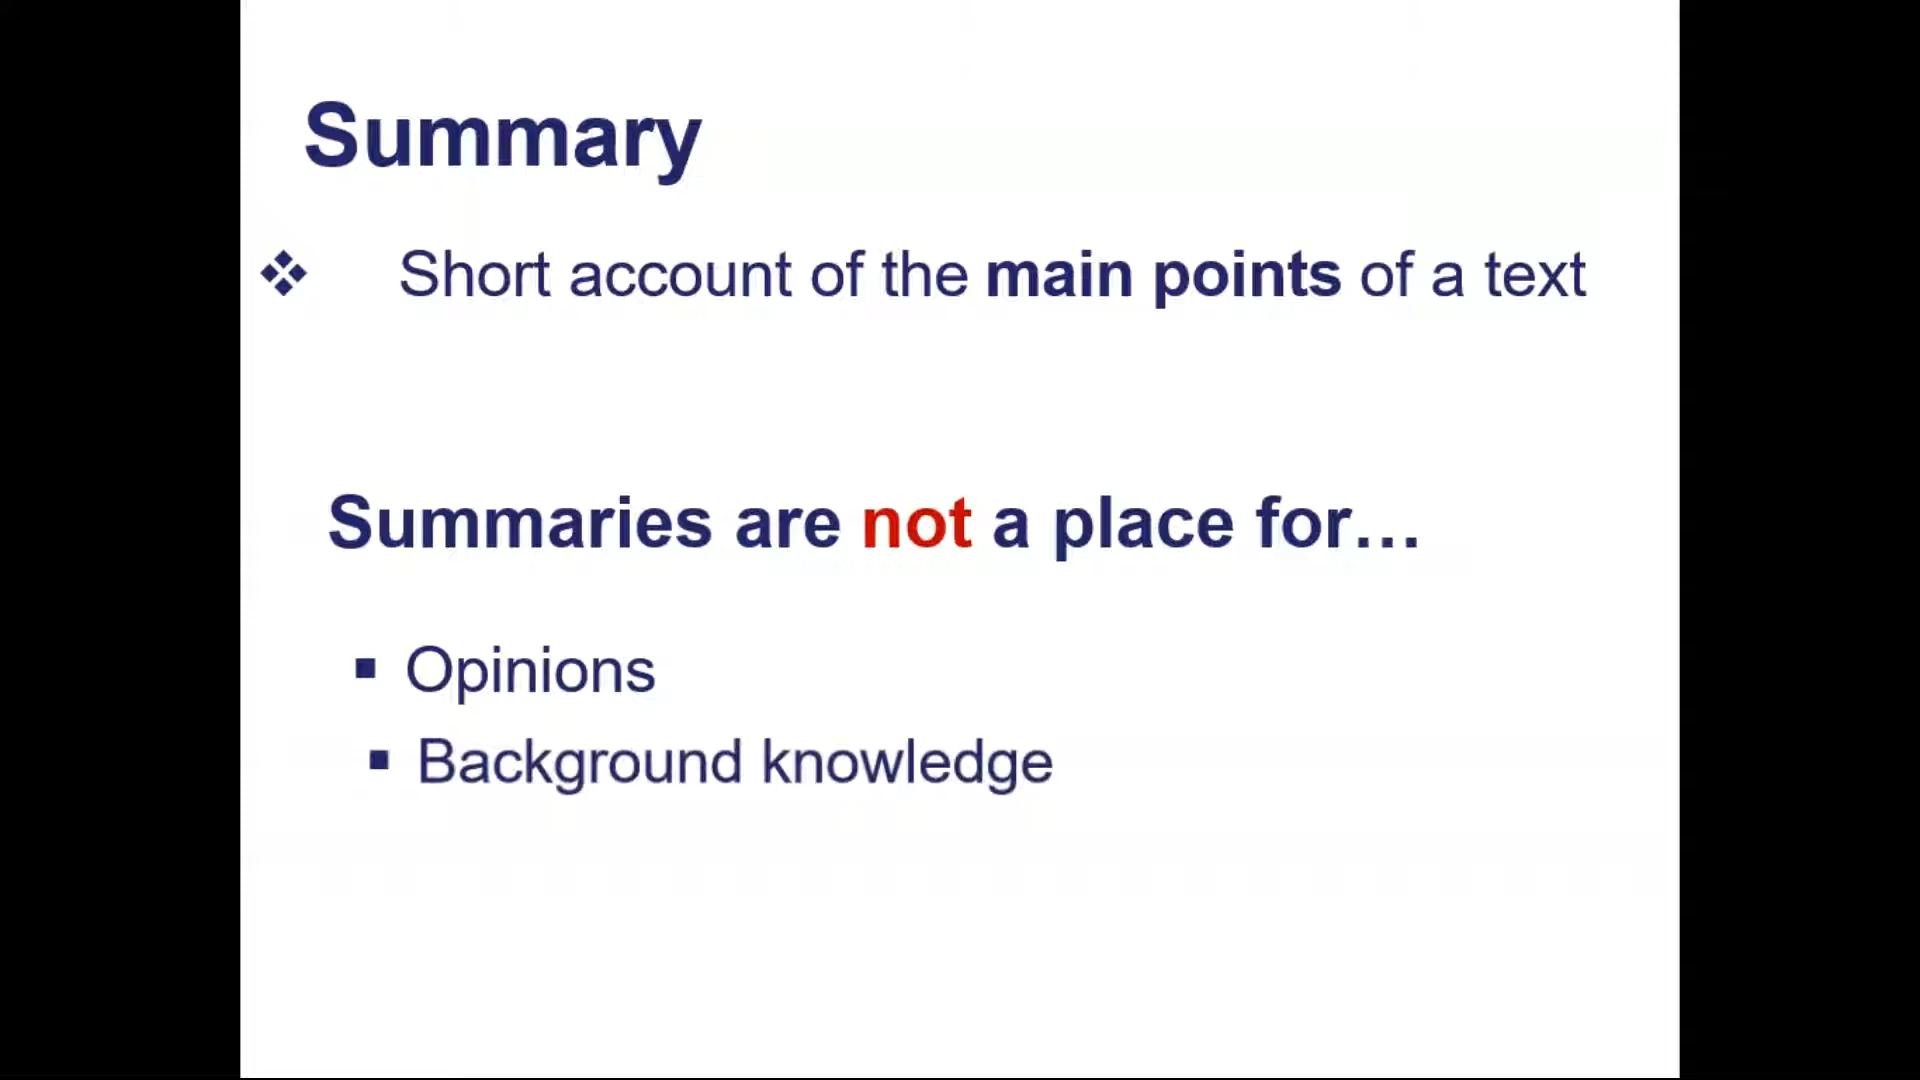 Summary
❖ Short account of the main points of a text
Summaries are not a place for…
▪ Opinions
▪ Background knowledge